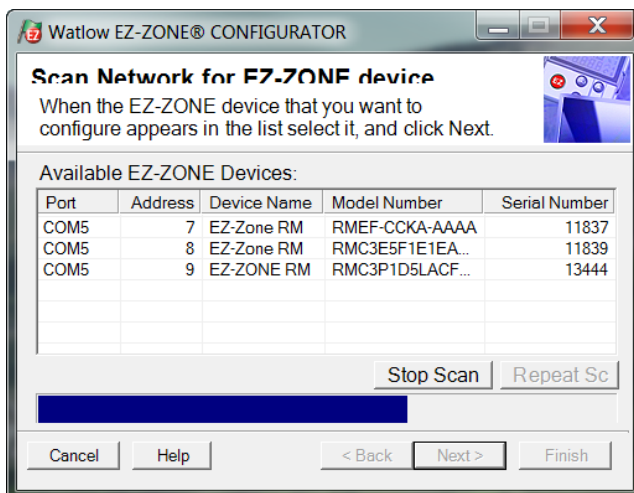 Watlow EZ-ZONE® CONFIGURATOR
Scan Network for EZ-ZONE device
When the EZ-ZONE device that you want to
configure appears in the list select it, and click Next.
Available EZ-ZONE Devices:
Port Address Device Name Model Number Serial Number
COM5 7 EZ-Zone RM RMEF-CCKA-AAAA 11837
COM5 8 EZ-Zone RM RMC3E5F1E1EA... 11839
COM5 9 EZ-ZONE RM RMC3P1D5LACF... 13444
Stop Scan Repeat Sc
Cancel Help < Back Next > Finish